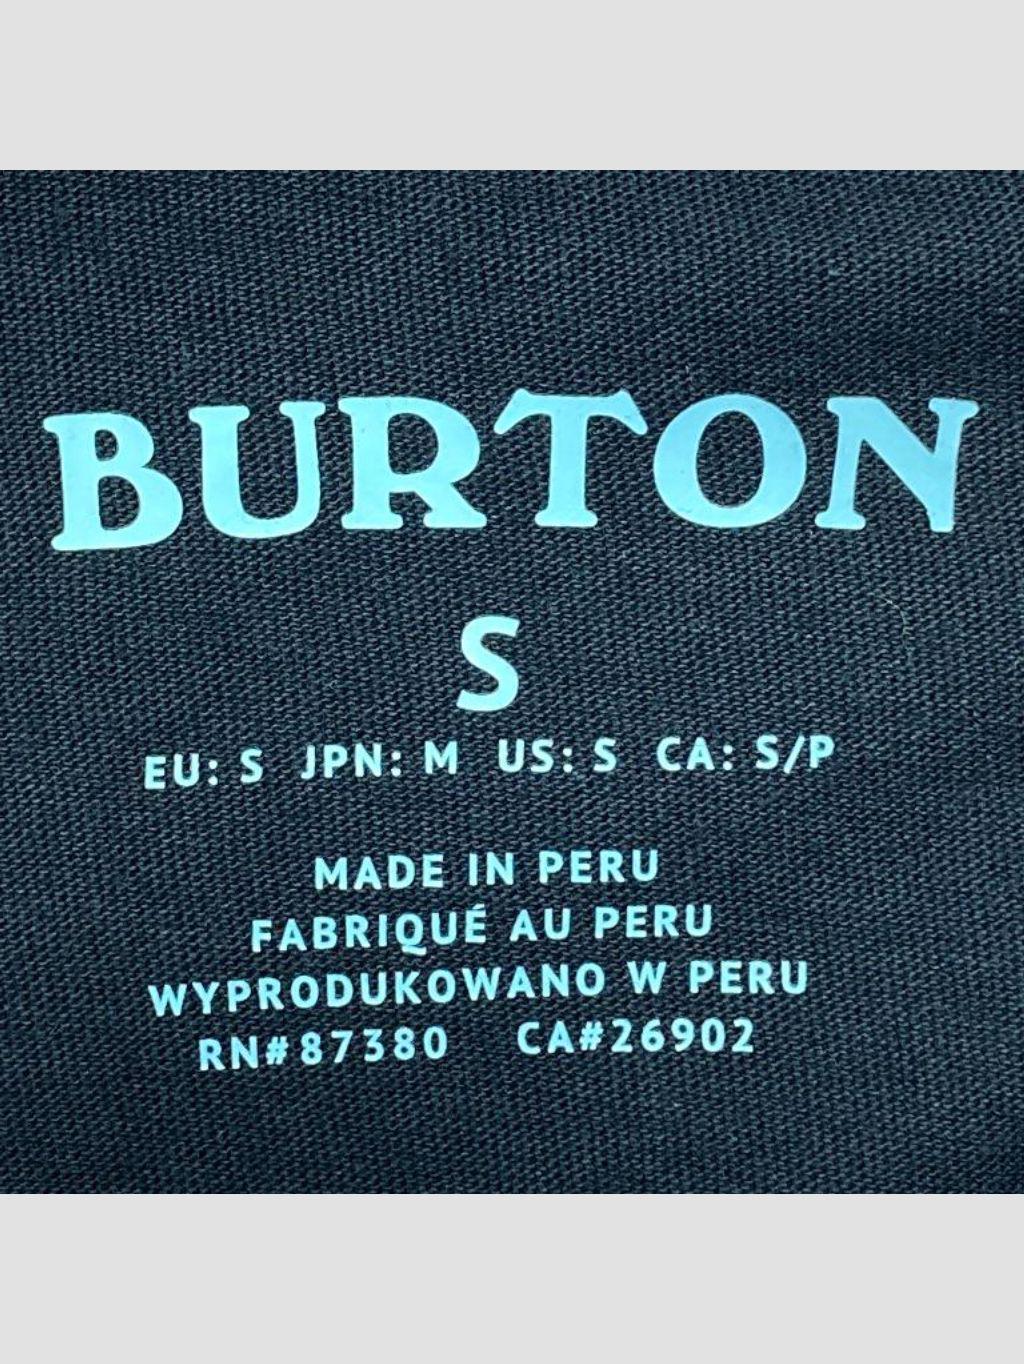 BURTON
S
EU: S JPN: M US: S CA: S/P
MADE IN PERU
FABRIQUÉ AU PERU
WYPRODUKOWANO W PERU
RN#87380 CA#26902